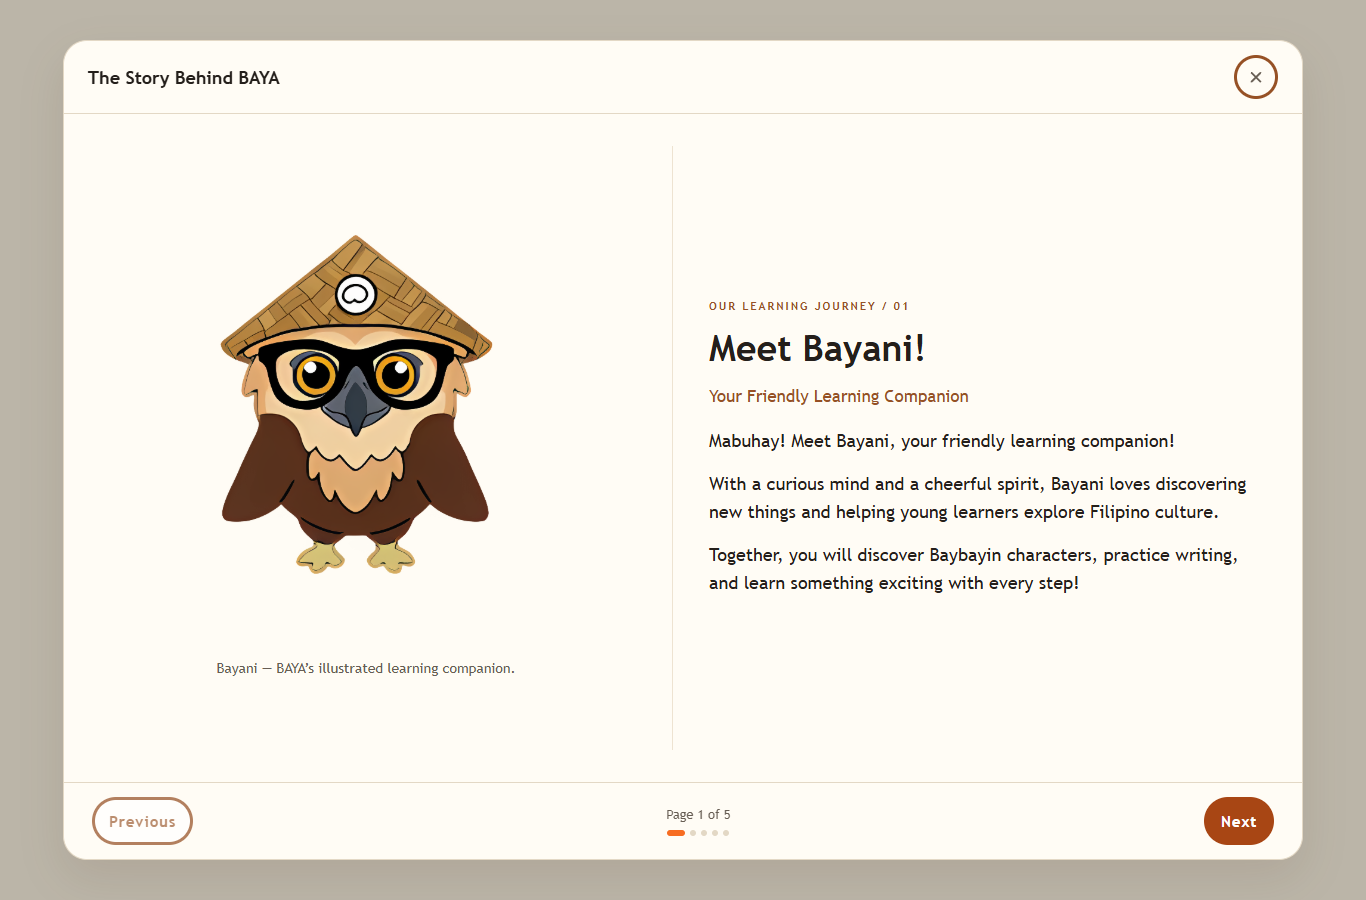 The Story Behind BAYA
Bayani — BAYA's illustrated learning companion.
OUR LEARNING JOURNEY / 01
Meet Bayani!
Your Friendly Learning Companion
Mabuhay! Meet Bayani, your friendly learning companion!
With a curious mind and a cheerful spirit, Bayani loves discovering
new things and helping young learners explore Filipino culture.
Together, you will discover Baybayin characters, practice writing,
and learn something exciting with every step!
Previous
Page 1 of 5
Next